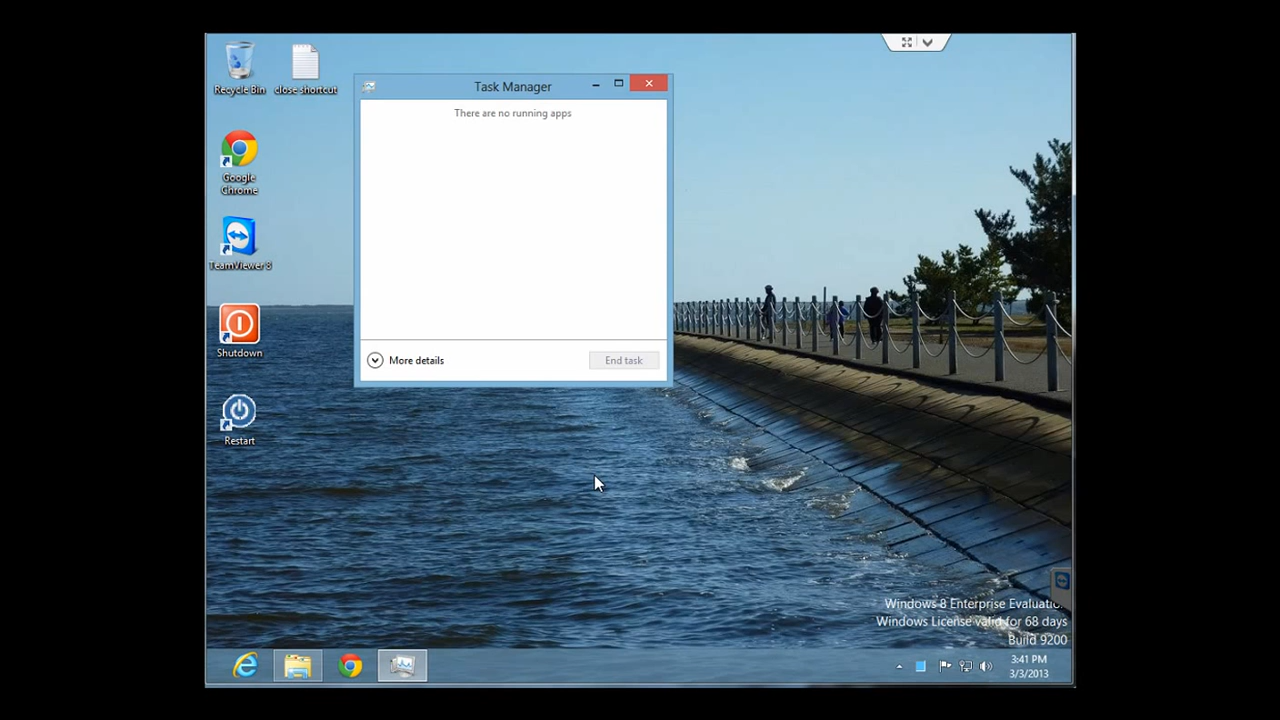 Recycle Bin
close shortcut
Task Manager
There are no running apps
Google
Chrome
TeamViewer 8
Shutdown
More details
End task
Restart
Windows 8 Enterprise Evaluation
Windows License valid for 68 days
Build 9200
3:41 PM
3/3/2013